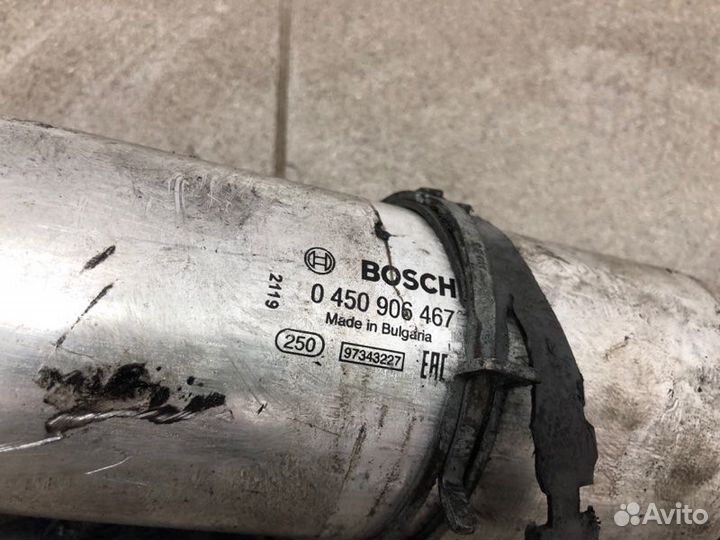 BOSCH
2119
0 450 906 467
Made in Bulgaria
250
97343227
EAC
Avito